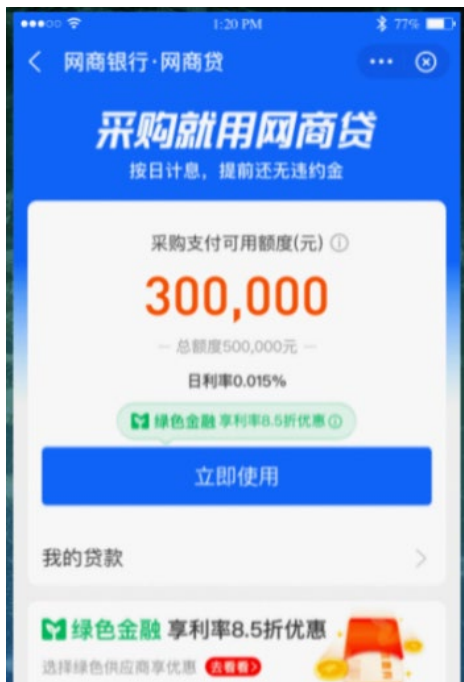 1:20 PM 77%
网商银行·网商贷
采购就用网商贷
按日计息，提前还无违约金
采购支付可用额度(元)
300,000
总额度500,000元
日利率0.015%
绿色金融 享利率8.5折优惠
立即使用
我的贷款
绿色金融 享利率8.5折优惠
选择绿色供应商享优惠 去看看